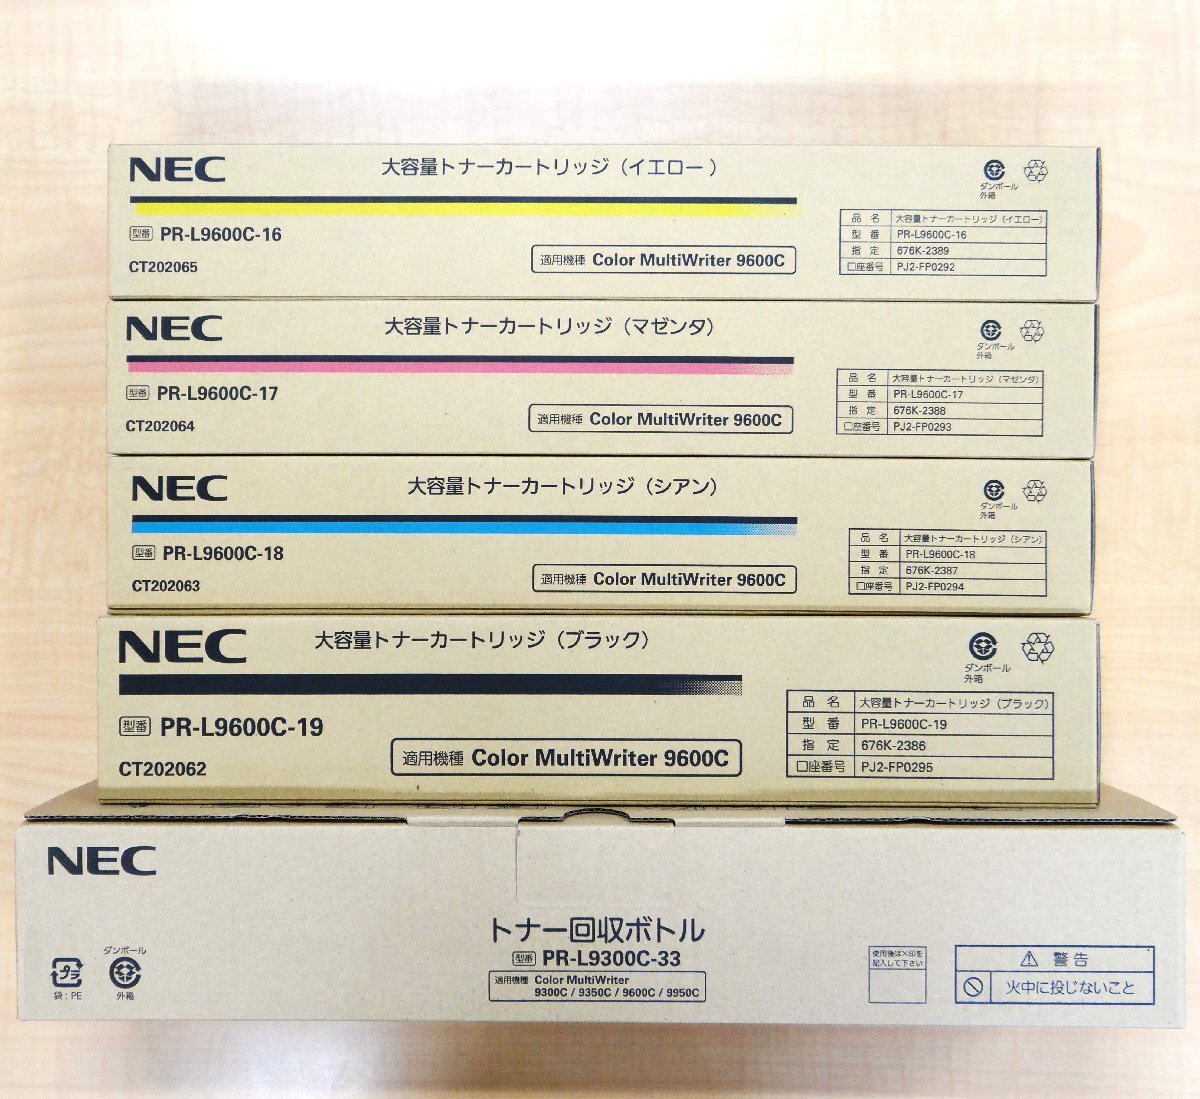 NEC
大容量トナーカートリッジ（イエロー）
ダンボール
外箱
型番 PR-L9600C-16
CT202065
適用機種 Color MultiWriter 9600C
品 名 大容量トナーカートリッジ（イエロー）
型 番 PR-L9600C-16
指 定 676K-2389
口座番号 PJ2-FP0292
NEC
大容量トナーカートリッジ（マゼンタ）
ダンボール
外箱
型番 PR-L9600C-17
CT202064
適用機種 Color MultiWriter 9600C
品 名 大容量トナーカートリッジ（マゼンタ）
型 番 PR-L9600C-17
指 定 676K-2388
口座番号 PJ2-FP0293
NEC
大容量トナーカートリッジ（シアン）
ダンボール
外箱
型番 PR-L9600C-18
CT202063
適用機種 Color MultiWriter 9600C
品 名 大容量トナーカートリッジ（シアン）
型 番 PR-L9600C-18
指 定 676K-2387
口座番号 PJ2-FP0294
NEC
大容量トナーカートリッジ（ブラック）
ダンボール
外箱
型番 PR-L9600C-19
CT202062
適用機種 Color MultiWriter 9600C
品 名 大容量トナーカートリッジ（ブラック）
型 番 PR-L9600C-19
指 定 676K-2386
口座番号 PJ2-FP0295
NEC
プラ
袋：PE
ダンボール
外箱
トナー回収ボトル
型番 PR-L9300C-33
適用機種 Color MultiWriter
9300C / 9350C / 9600C / 9950C
使用後は×印を
記入して下さい
警告
火中に投じないこと